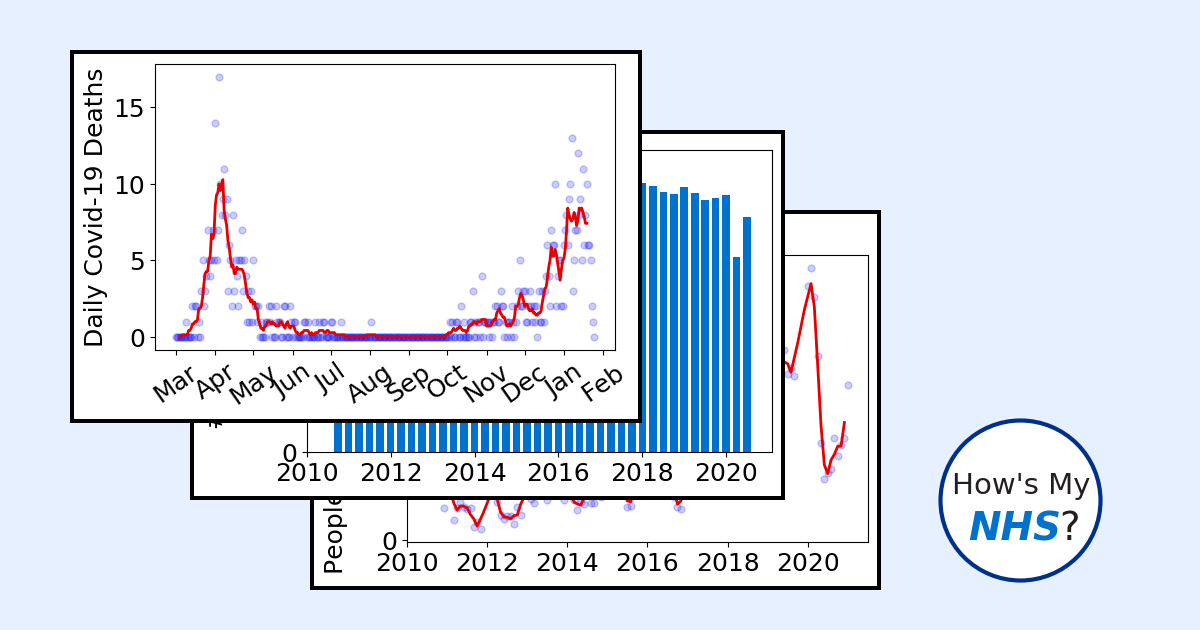 Daily Covid-19 Deaths
15
10
5
0
Mar Apr May Jun Jul Aug Sep Oct Nov Dec Jan Feb
0
2010 2012 2014 2016 2018 2020
People
0
2010 2012 2014 2016 2018 2020
How's My
NHS?